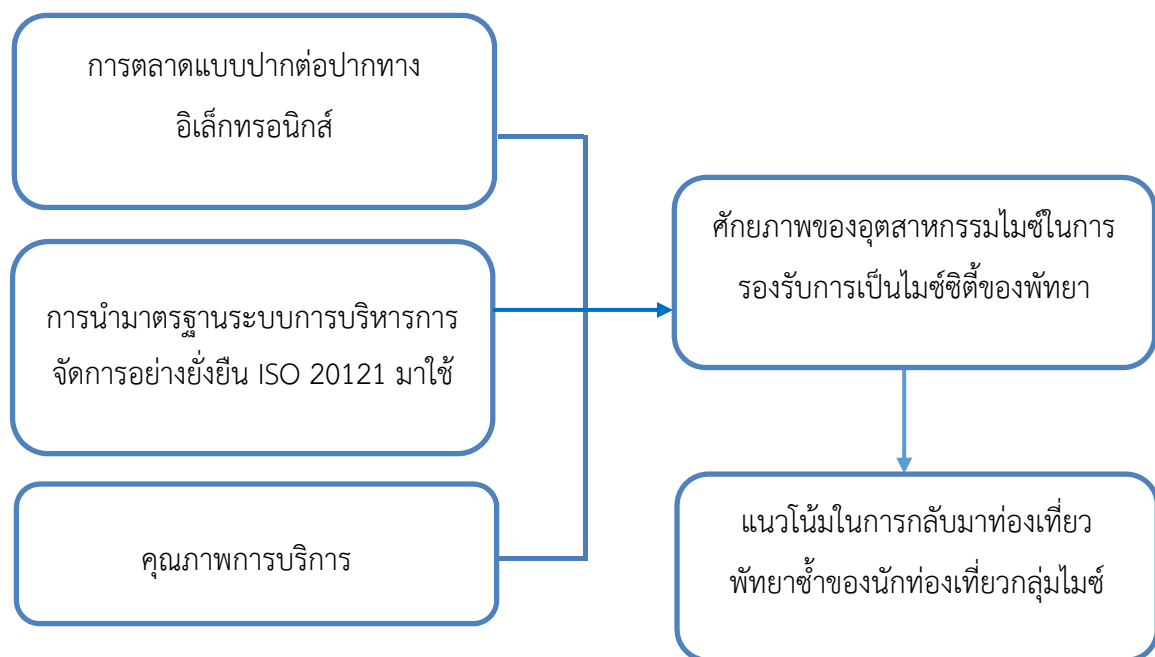 การตลาดแบบปากต่อปากทาง
อิเล็กทรอนิกส์
การนำมาตรฐานระบบการบริหารการ
จัดการอย่างยั่งยืน ISO 20121 มาใช้
คุณภาพการบริการ
ศักยภาพของอุตสาหกรรมไมซ์ในการ
รองรับการเป็นไมซ์ซิตี้ของพัทยา
แนวโน้มในการกลับมาท่องเที่ยว
พัทยาซ้ำของนักท่องเที่ยวกลุ่มไมซ์